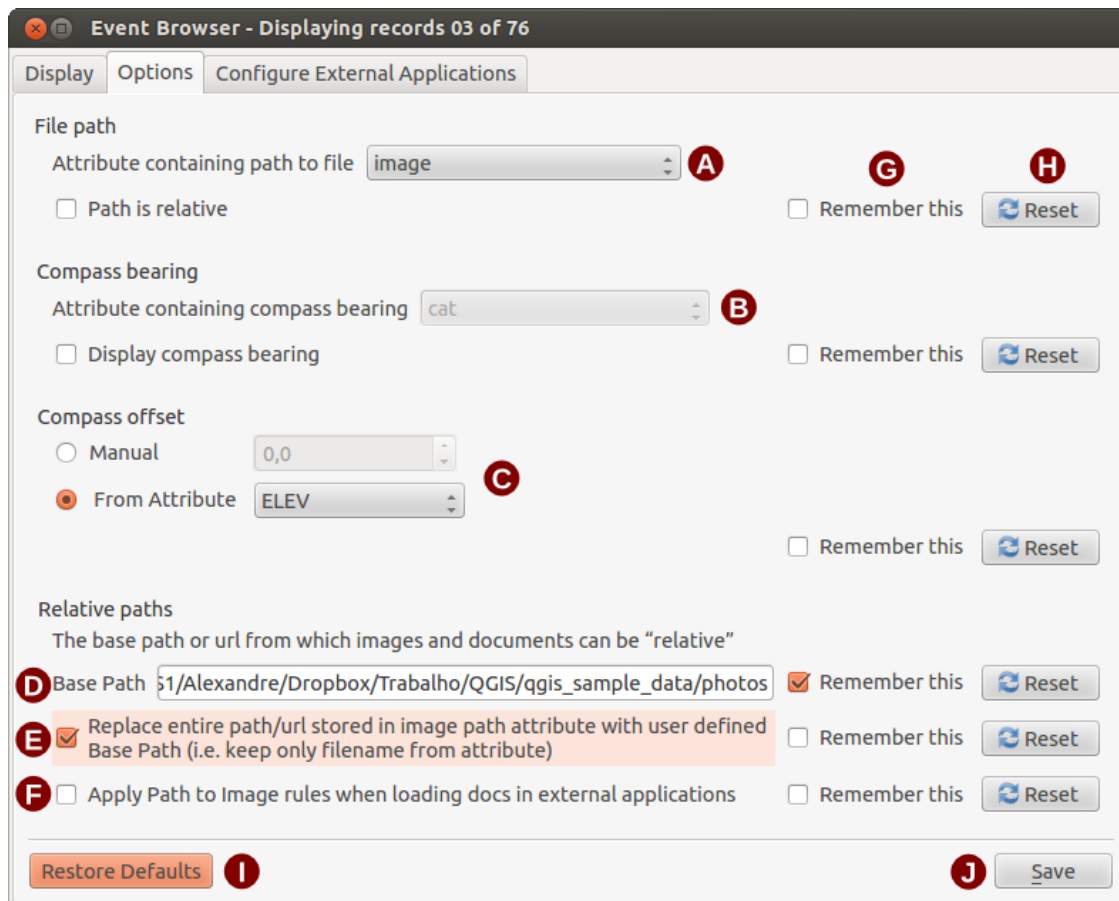 Event Browser - Displaying records 03 of 76
Display Options Configure External Applications
File path
Attribute containing path to file image A G H
Path is relative Remember this Reset
Compass bearing
Attribute containing compass bearing cat B
Display compass bearing Remember this Reset
Compass offset
Manual 0,0
C
From Attribute ELEV
Remember this Reset
Relative paths
The base path or url from which images and documents can be “relative”
D Base Path S1/Alexandre/Dropbox/Trabalho/QGIS/qgis_sample_data/photos Remember this Reset
E Replace entire path/url stored in image path attribute with user defined
Base Path (i.e. keep only filename from attribute) Remember this Reset
F Apply Path to Image rules when loading docs in external applications Remember this Reset
Restore Defaults I J Save